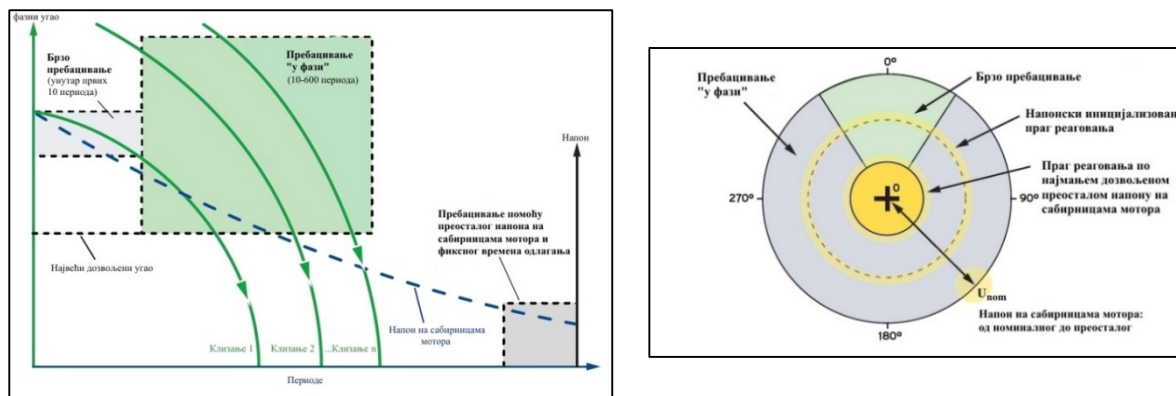 фазни угао
Брзо
пребацивање
(унутар првих
10 периода)
Пребацивање
"у фази"
(10-600 периода)
Напон
Пребацивање помоћу
преосталог напона на
сабирницама мотора и
фиксног времена одлагања
Највећи дозвољени угао
Напон на сабирницама
мотора
Клизање 1
Клизање 2
...Клизање n
Периоде
Пребацивање
"у фази"
0°
Брзо пребацивање
Напонски иницијализован
праг реаговања
Праг реаговања по
најмањем дозвољеном
преосталом напону на
сабирницама мотора
270°
0
90°
Unom
Напон на сабирницама мотора:
од номиналног до преосталог
180°